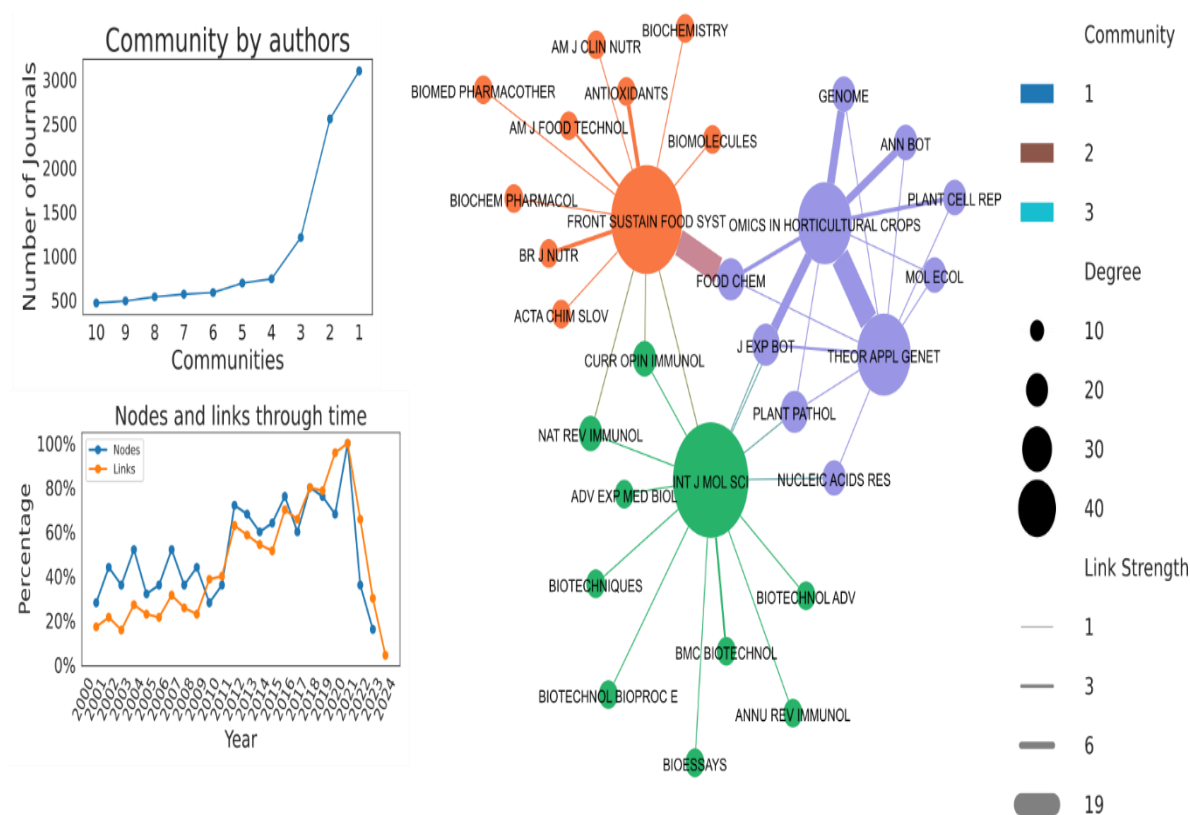 Community by authors
Number of Journals
3000
2500
2000
1500
1000
500
10 9 8 7 6 5 4 3 2 1
Communities
Nodes and links through time
Nodes
Links
Percentage
100%
80%
60%
40%
20%
0%
2000 2001 2002 2003 2004 2005 2006 2007 2008 2009 2010 2011 2012 2013 2014 2015 2016 2017 2018 2019 2020 2021 2022 2023 2024
Year
BIOCHEMISTRY
AM J CLIN NUTR
BIOMED PHARMACOTHER
ANTIOXIDANTS
AM J FOOD TECHNOL
BIOMOLECULES
BIOCHEM PHARMACOL
FRONT SUSTAIN FOOD SYST
BR J NUTR
ACTA CHIM SLOV
GENOME
ANN BOT
PLANT CELL REP
OMICS IN HORTICULTURAL CROPS
MOL ECOL
FOOD CHEM
J EXP BOT
THEOR APPL GENET
CURR OPIN IMMUNOL
PLANT PATHOL
NAT REV IMMUNOL
INT J MOL SCI
NUCLEIC ACIDS RES
ADV EXP MED BIOL
BIOTECHNIQUES
BIOTECHNOL ADV
BMC BIOTECHNOL
BIOTECHNOL BIOPROC E
ANNU REV IMMUNOL
BIOESSAYS
Community
1
2
3
Degree
10
20
30
40
Link Strength
1
3
6
19